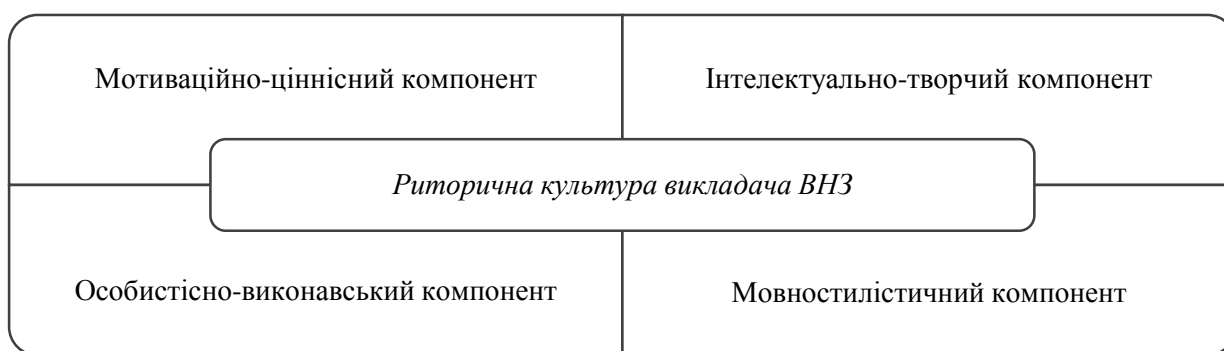 Мотиваційно-ціннісний компонент
Інтелектуально-творчий компонент
Риторична культура викладача ВНЗ
Особистісно-виконавський компонент
Мовностилістичний компонент